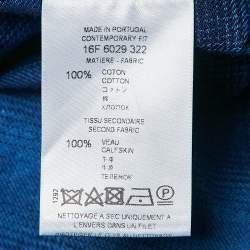 MADE IN PORTUGAL
CONTEMPORARY FIT
16F 6029 322
MATIERE - FABRIC
100% COTON
COTTON
コットン
棉
ХЛОПОК
TISSU SECONDAIRE
SECOND FABRIC
100% VEAU
CALFSKIN
牛革
牛皮
ТЕЛЕНОК
1292
NETTOYAGE A SEC UNIQUEMENT A
L'ENVERS DANS UN FILET